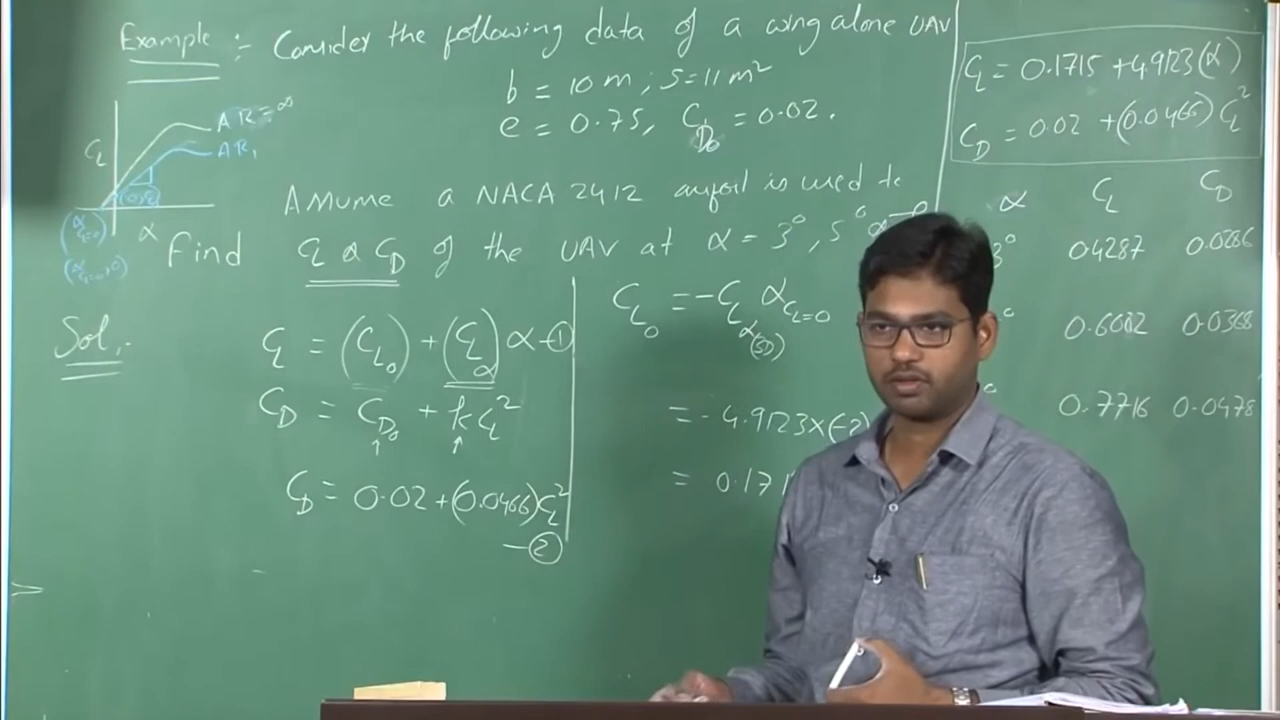 Example :- Consider the following data of a wing alone UAV
b = 10 m ; S = 11 m²
e = 0.75, C_D₀ = 0.02.
Assume a NACA 2412 airfoil is used to
Find C_L & C_D of the UAV at α = 3°, 5°
C_L
AR = ∞
AR₁
α
Sol:-
C_L = (C_L₀) + (C_Lα) α —①
C_D = C_D₀ + k C_L²
C_D = 0.02 + (0.0466) C_L²
—②
C_L₀ = -C_Lα(3D) α_CL=0
= -4.9123 × (-2)
= 0.171
C_L = 0.1715 + 4.9123 (α)
C_D = 0.02 + (0.0466) C_L²
α C_L C_D
3° 0.4287 0.0286
° 0.6002 0.0368
° 0.7716 0.0478